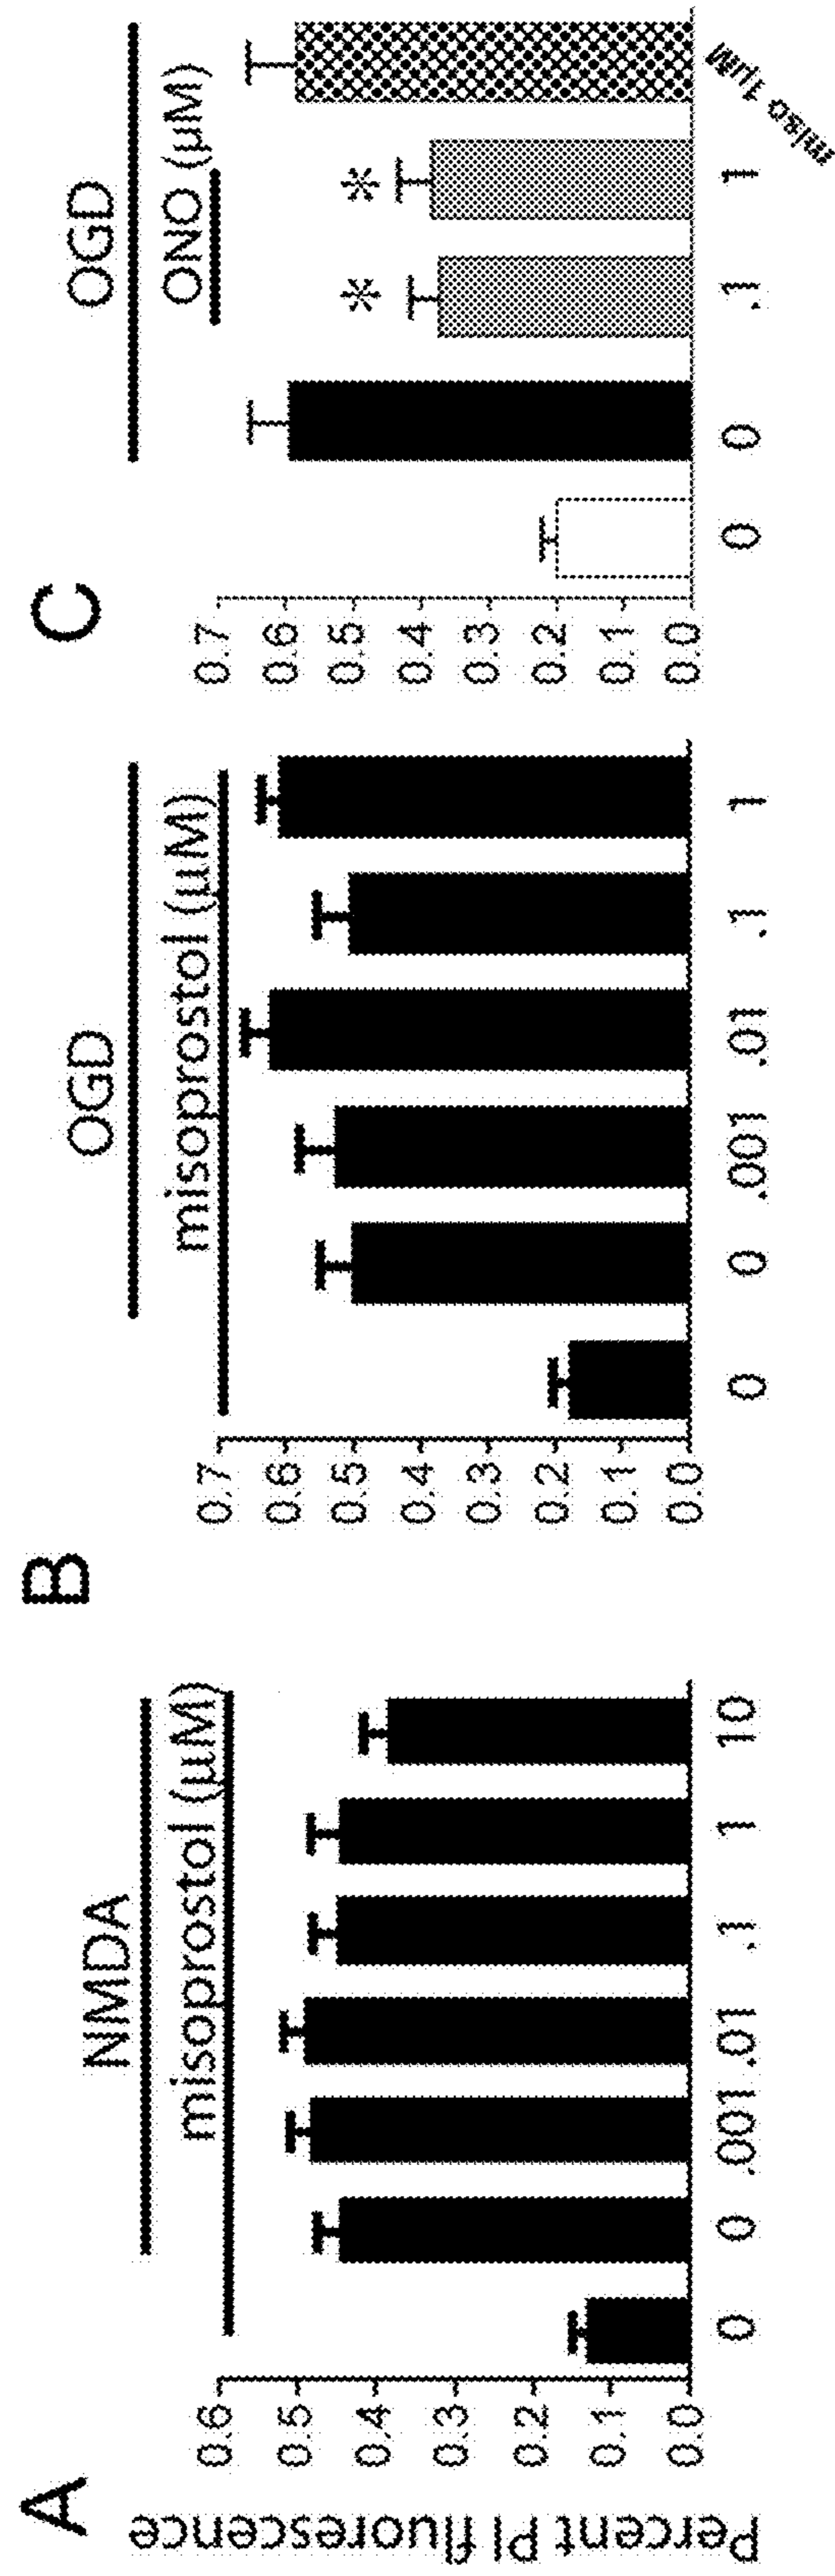 A
NMDA
misoprostol (µM)
Percent PI fluorescence
0.6
0.5
0.4
0.3
0.2
0.1
0.0
0 0 .001 .01 .1 1 10
B
OGD
misoprostol (µM)
0.7
0.6
0.5
0.4
0.3
0.2
0.1
0.0
0 0 .001 .01 .1 1
C
OGD
ONO (µM)
* *
0.7
0.6
0.5
0.4
0.3
0.2
0.1
0.0
0 0 .1 1 miso 1µM